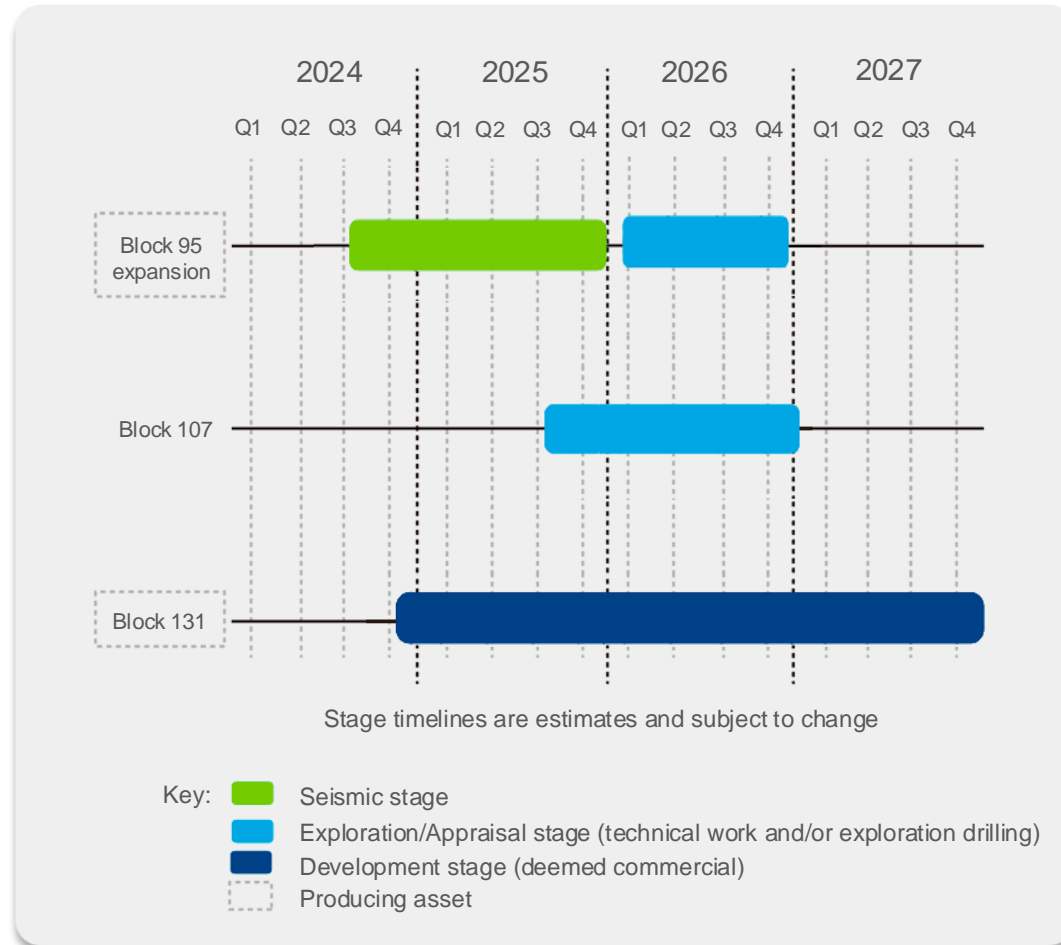 2024 2025 2026 2027
Q1 Q2 Q3 Q4 Q1 Q2 Q3 Q4 Q1 Q2 Q3 Q4 Q1 Q2 Q3 Q4
Block 95
expansion
Block 107
Block 131
Stage timelines are estimates and subject to change
Key:
Seismic stage
Exploration/Appraisal stage (technical work and/or exploration drilling)
Development stage (deemed commercial)
Producing asset